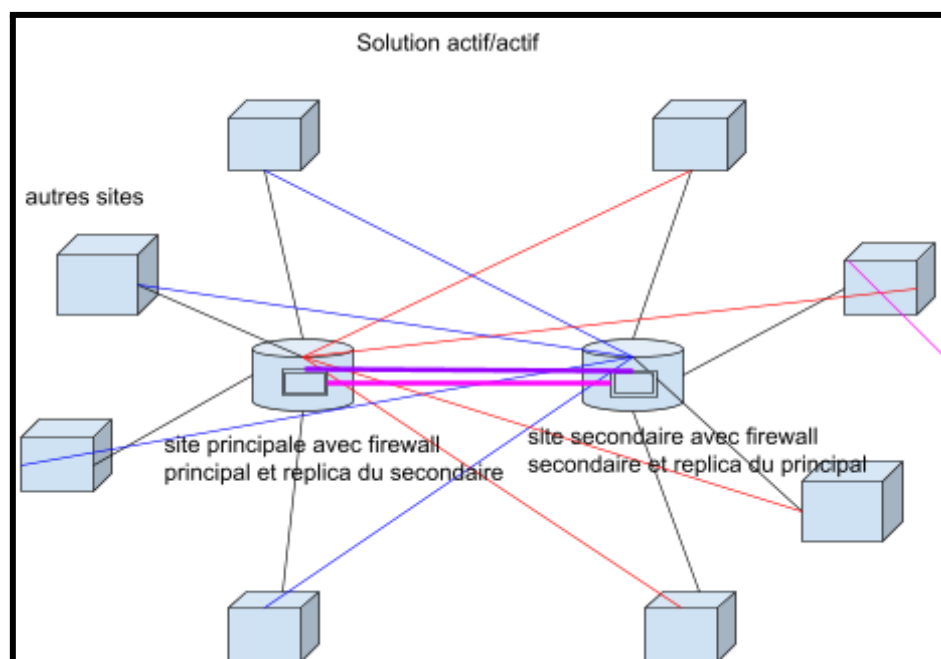 Solution actif/actif
autres sites
site principale avec firewall
principal et replica du secondaire
site secondaire avec firewall
secondaire et replica du principal